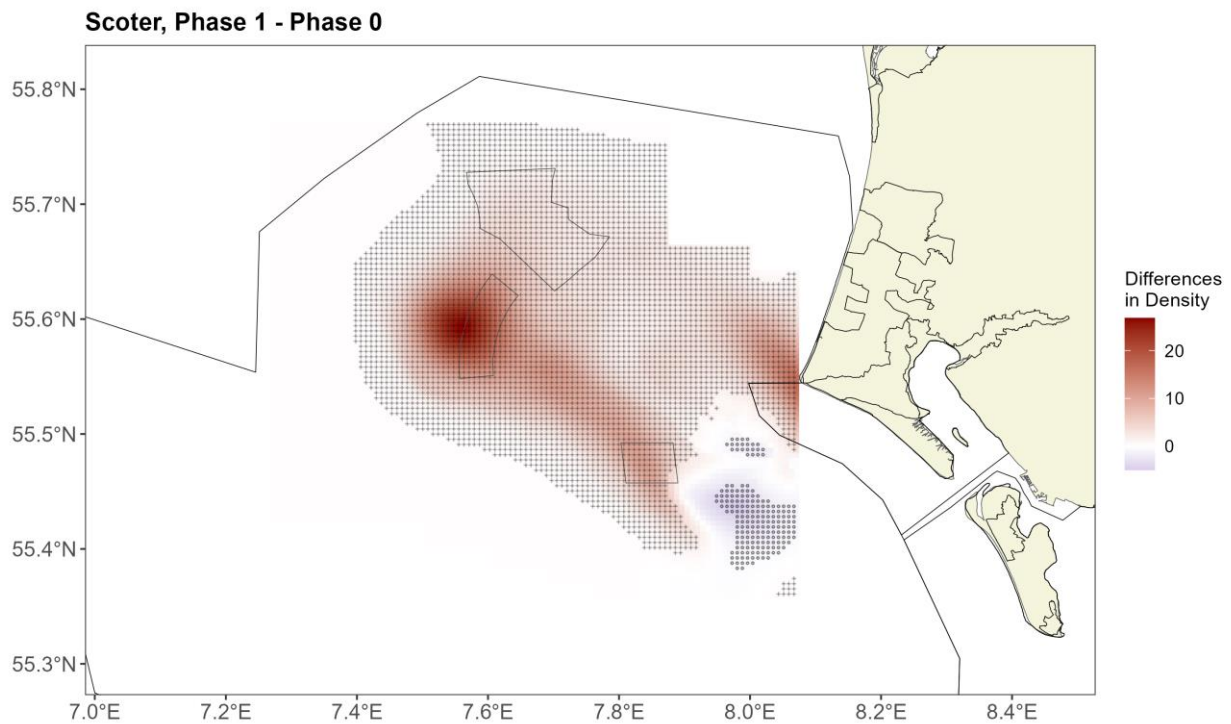 Scoter, Phase 1 - Phase 0
55.8°N
55.7°N
55.6°N
55.5°N
55.4°N
55.3°N
7.0°E
7.2°E
7.4°E
7.6°E
7.8°E
8.0°E
8.2°E
8.4°E
Differences
in Density
20
10
0